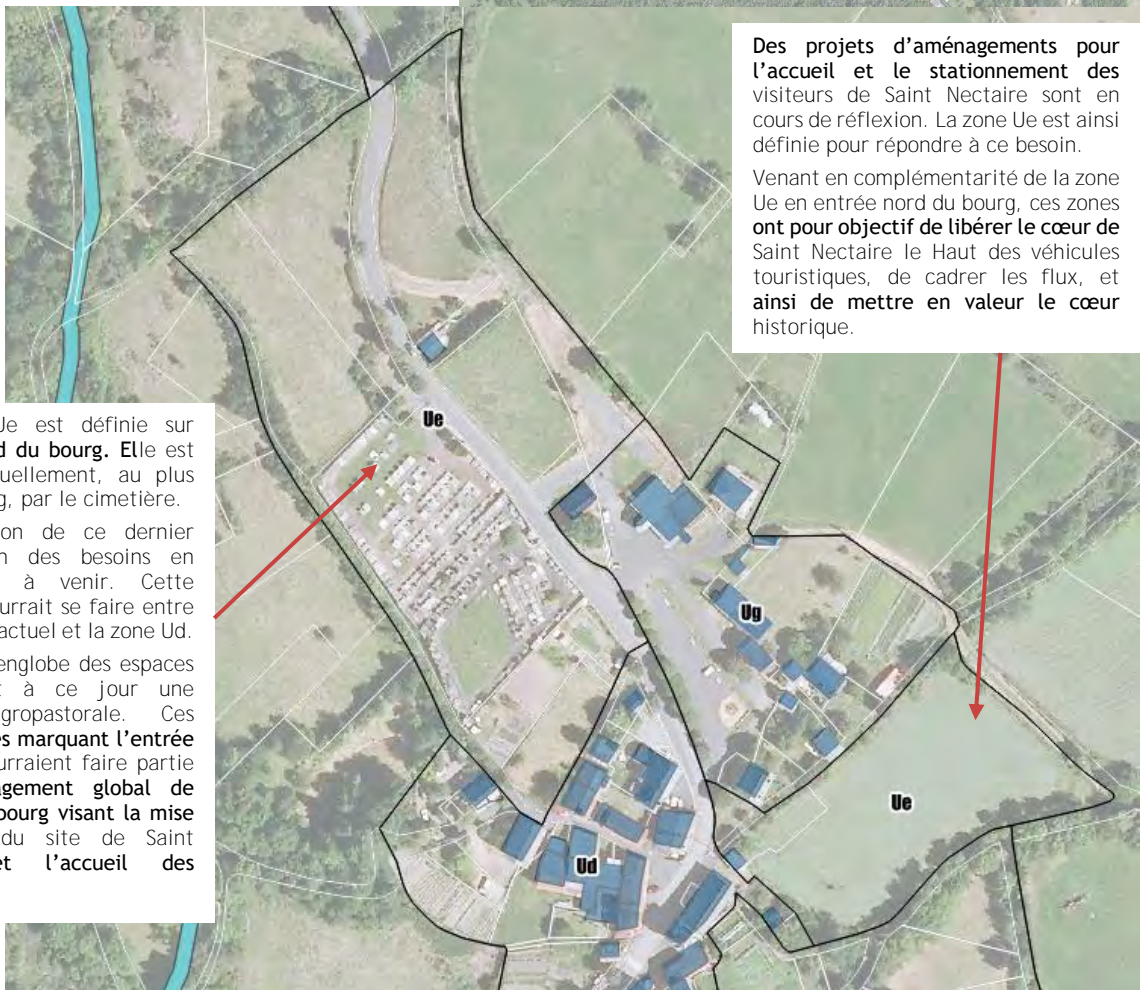 Des projets d’aménagements pour
l’accueil et le stationnement des
visiteurs de Saint Nectaire sont en
cours de réflexion. La zone Ue est ainsi
définie pour répondre à ce besoin.
Venant en complémentarité de la zone
Ue en entrée nord du bourg, ces zones
ont pour objectif de libérer le cœur de
Saint Nectaire le Haut des véhicules
touristiques, de cadrer les flux, et
ainsi de mettre en valeur le cœur
historique.
Ue est définie sur
d du bourg. Elle est
uellement, au plus
g, par le cimetière.
on de ce dernier
n des besoins en
à venir. Cette
ourrait se faire entre
actuel et la zone Ud.
englobe des espaces
t à ce jour une
gropastorale. Ces
es marquant l’entrée
urraient faire partie
agement global de
bourg visant la mise
du site de Saint
et l’accueil des
Ue
Ug
Ue
Ud